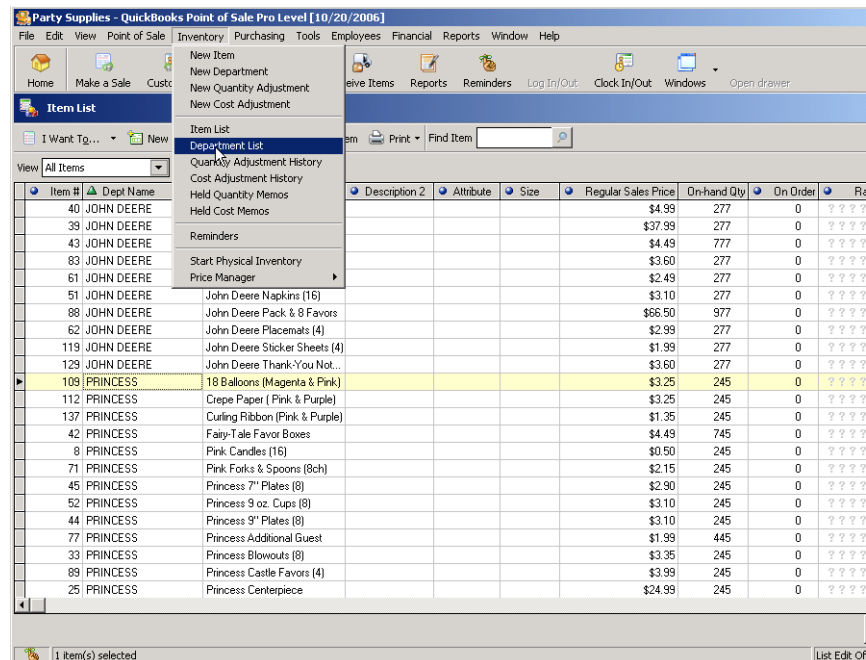 Party Supplies - QuickBooks Point of Sale Pro Level [10/20/2006]
File Edit View Point of Sale Inventory Purchasing Tools Employees Financial Reports Window Help
Home Make a Sale Custo eive Items Reports Reminders Log In/Out Clock In/Out Windows Open drawer
New Item
New Department
New Quantity Adjustment
New Cost Adjustment
Item List
Department List
Quantity Adjustment History
Cost Adjustment History
Held Quantity Memos
Held Cost Memos
Reminders
Start Physical Inventory
Price Manager
Item List
I Want To... New em Print Find Item
View All Items
Item # Dept Name Description 2 Attribute Size Regular Sales Price On-hand Qty On Order Ra
40 JOHN DEERE $4.99 277 0 ? ? ? ?
39 JOHN DEERE $37.99 277 0 ? ? ? ?
43 JOHN DEERE $4.49 777 0 ? ? ? ?
83 JOHN DEERE $3.60 277 0 ? ? ? ?
61 JOHN DEERE $2.49 277 0 ? ? ? ?
51 JOHN DEERE John Deere Napkins (16) $3.10 277 0 ? ? ? ?
88 JOHN DEERE John Deere Pack & 8 Favors $66.50 977 0 ? ? ? ?
62 JOHN DEERE John Deere Placemats (4) $2.99 277 0 ? ? ? ?
119 JOHN DEERE John Deere Sticker Sheets (4) $1.99 277 0 ? ? ? ?
129 JOHN DEERE John Deere Thank-You Not... $3.60 277 0 ? ? ? ?
109 PRINCESS 18 Balloons (Magenta & Pink) $3.25 245 0 ? ? ? ?
112 PRINCESS Crepe Paper ( Pink & Purple) $3.25 245 0 ? ? ? ?
137 PRINCESS Curling Ribbon (Pink & Purple) $1.35 245 0 ? ? ? ?
42 PRINCESS Fairy-Tale Favor Boxes $4.49 745 0 ? ? ? ?
8 PRINCESS Pink Candles (16) $0.50 245 0 ? ? ? ?
71 PRINCESS Pink Forks & Spoons (8ch) $2.15 245 0 ? ? ? ?
45 PRINCESS Princess 7" Plates (8) $2.90 245 0 ? ? ? ?
52 PRINCESS Princess 9 oz. Cups (8) $3.10 245 0 ? ? ? ?
44 PRINCESS Princess 9" Plates (8) $3.10 245 0 ? ? ? ?
77 PRINCESS Princess Additional Guest $1.99 445 0 ? ? ? ?
33 PRINCESS Princess Blowouts (8) $3.35 245 0 ? ? ? ?
89 PRINCESS Princess Castle Favors (4) $3.99 245 0 ? ? ? ?
25 PRINCESS Princess Centerpiece $24.99 245 0 ? ? ? ?
1 item(s) selected List Edit Of